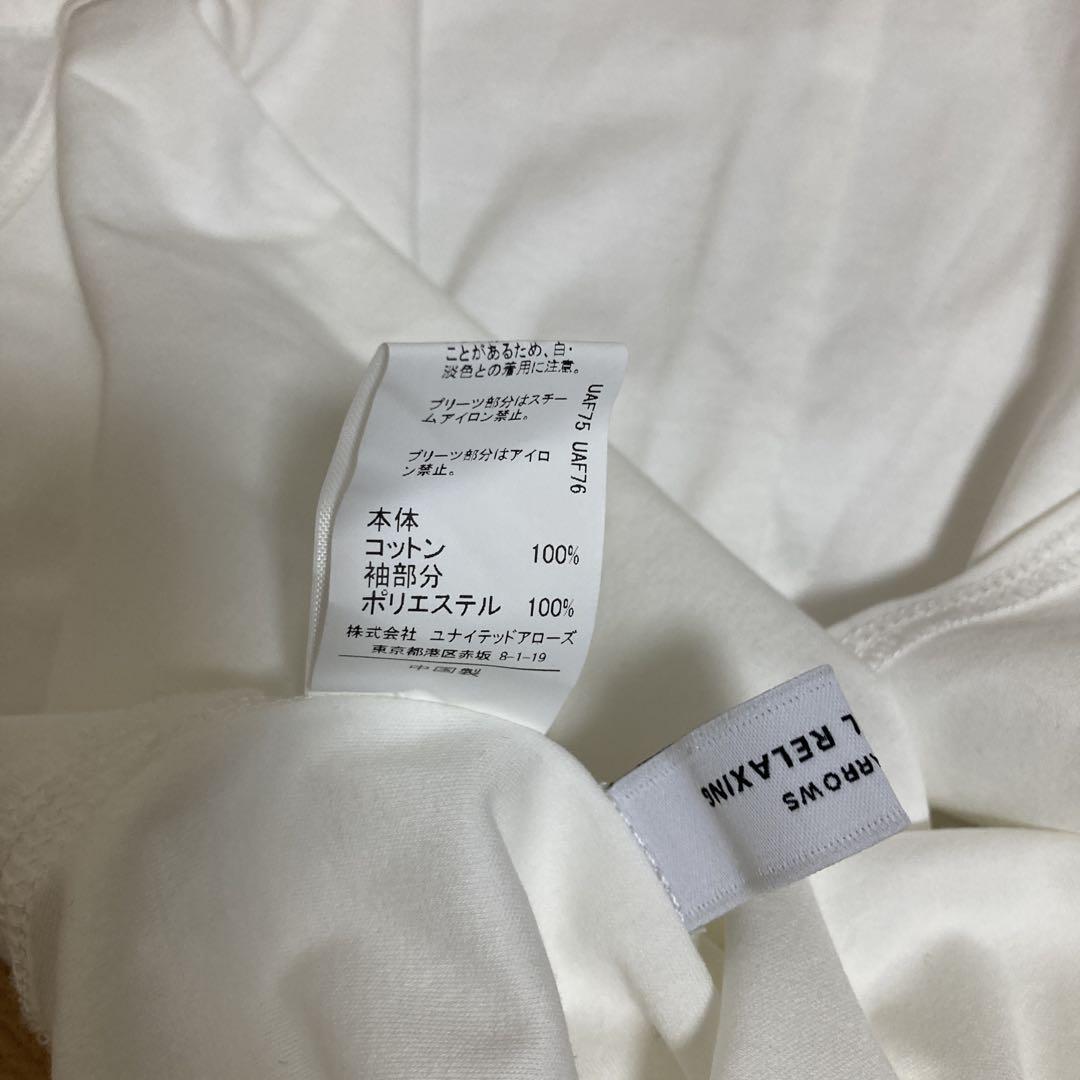 ことがあるため、白・
淡色との着用に注意。
プリーツ部分はスチー
ムアイロン禁止。
プリーツ部分はアイロ
ン禁止。
UAF75 UAF76
本体
コットン 100%
袖部分
ポリエステル 100%
株式会社 ユナイテッドアローズ
東京都港区赤坂 8-1-19
中国製
ARROWS
L RELAXING